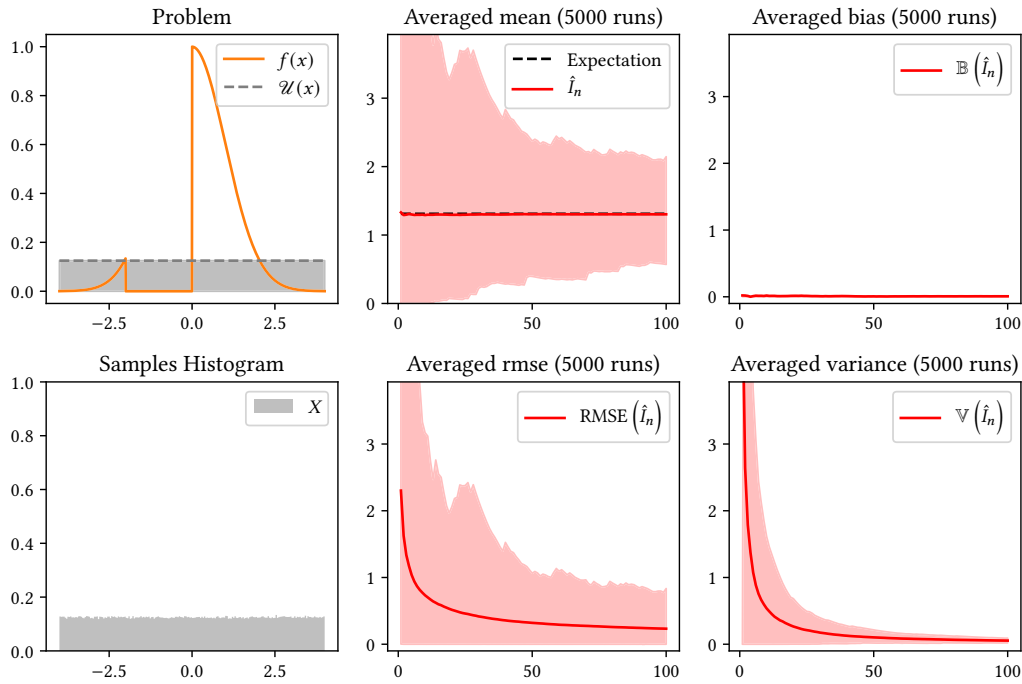 Problem
1.0
0.8
0.6
0.4
0.2
0.0
−2.5 0.0 2.5
f(x)
𝒰(x)
Averaged mean (5000 runs)
3
2
1
0
0 50 100
Expectation
Î_n
Averaged bias (5000 runs)
3
2
1
0
0 50 100
𝔹(Î_n)
Samples Histogram
1.0
0.8
0.6
0.4
0.2
0.0
−2.5 0.0 2.5
X
Averaged rmse (5000 runs)
3
2
1
0
0 50 100
RMSE(Î_n)
Averaged variance (5000 runs)
3
2
1
0
0 50 100
𝕍(Î_n)